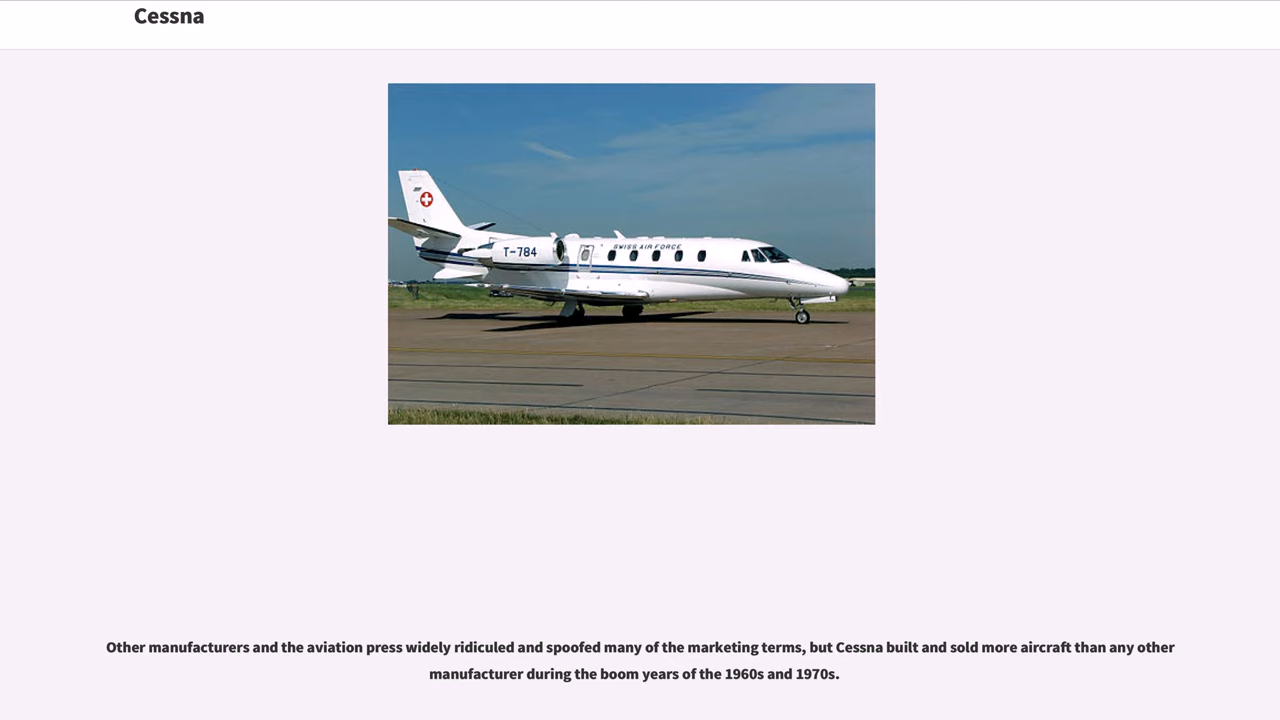 Cessna
SWISS AIR FORCE
T-784
Other manufacturers and the aviation press widely ridiculed and spoofed many of the marketing terms, but Cessna built and sold more aircraft than any other
manufacturer during the boom years of the 1960s and 1970s.